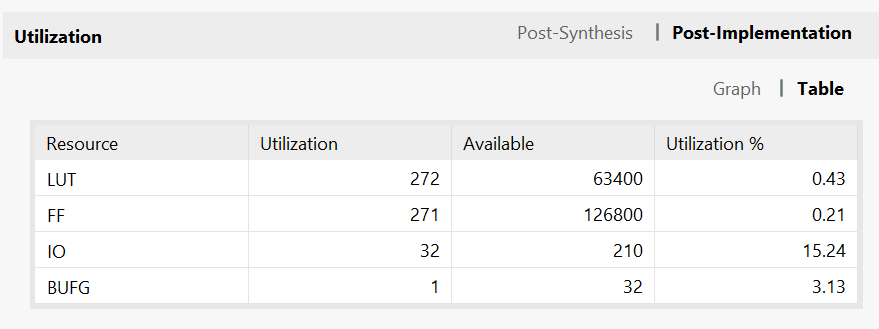 Utilization Post-Synthesis | Post-Implementation
Graph | Table
Resource Utilization Available Utilization %
LUT 272 63400 0.43
FF 271 126800 0.21
IO 32 210 15.24
BUFG 1 32 3.13